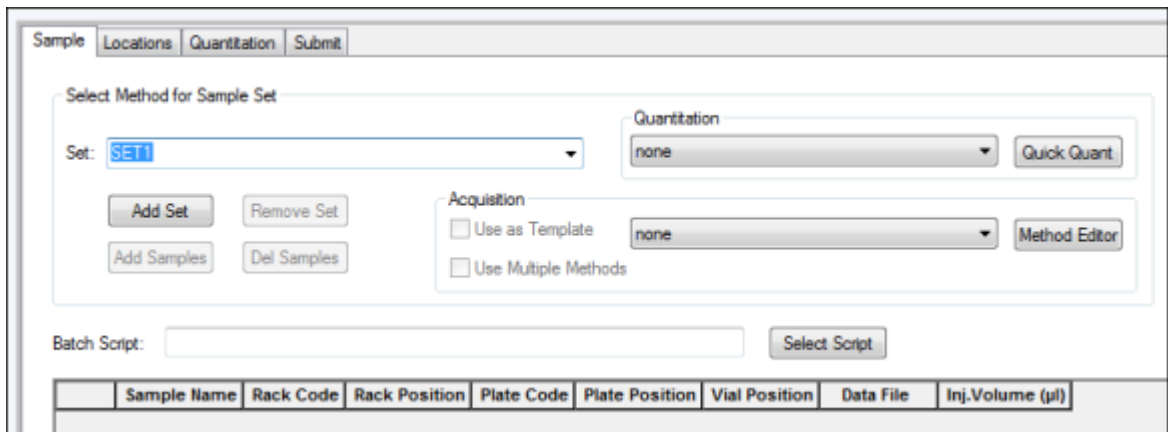 Sample Locations Quantitation Submit
Select Method for Sample Set
Quantitation
Set: SET1 none Quick Quant
Acquisition
Add Set Remove Set Use as Template none Method Editor
Add Samples Del Samples Use Multiple Methods
Batch Script: Select Script
Sample Name Rack Code Rack Position Plate Code Plate Position Vial Position Data File Inj.Volume (µl)